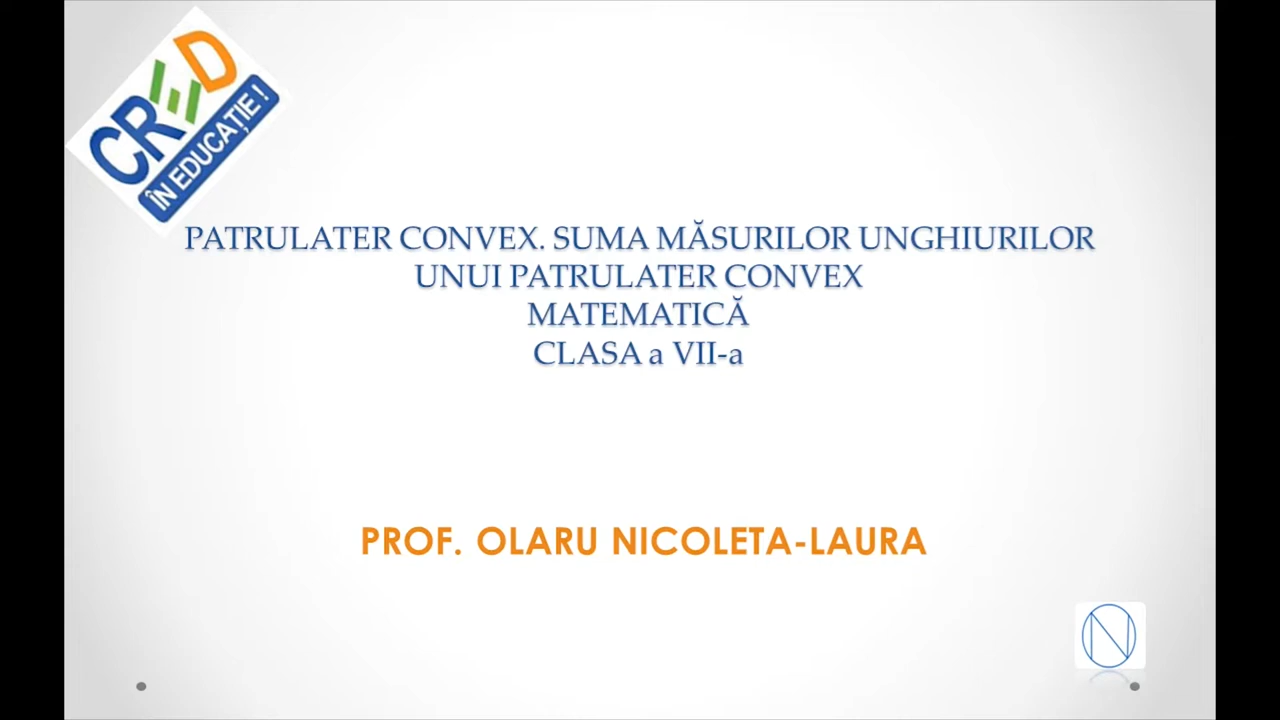 CRED
ÎN EDUCAȚIE !
PATRULATER CONVEX. SUMA MĂSURILOR UNGHIURILOR
UNUI PATRULATER CONVEX
MATEMATICĂ
CLASA a VII-a
PROF. OLARU NICOLETA-LAURA
N